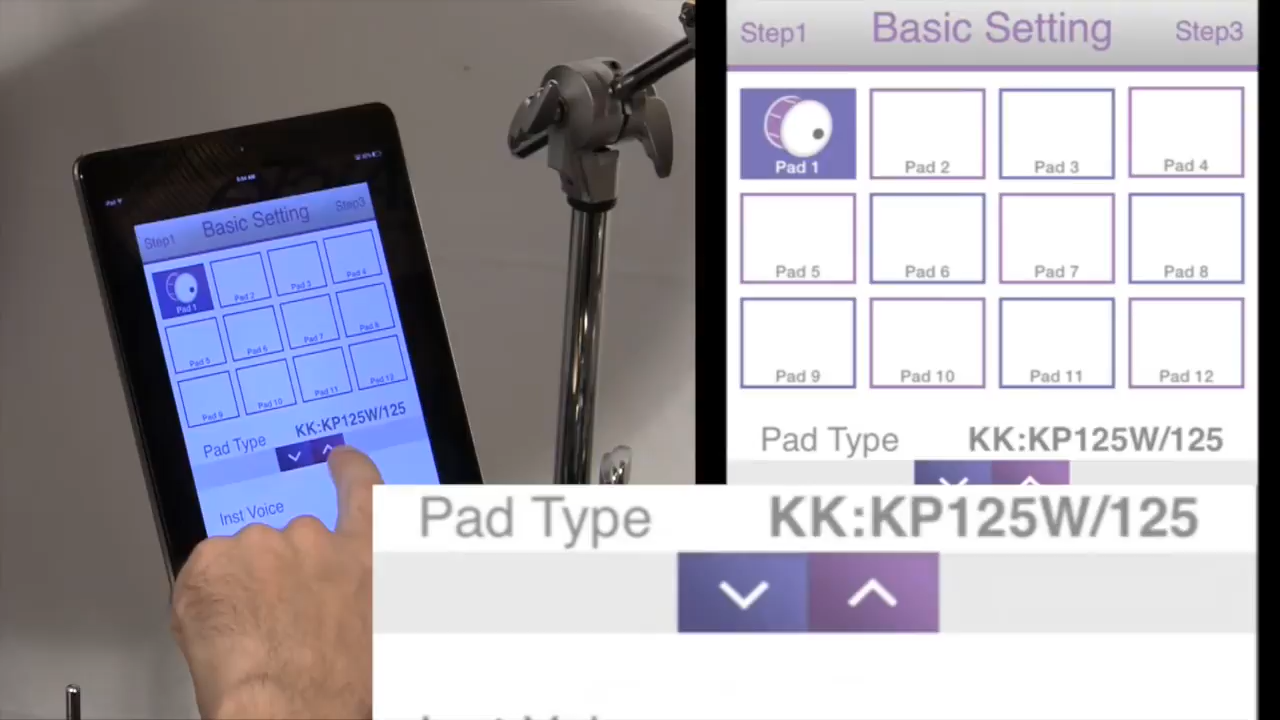 Step1 Basic Setting Step3
Pad 1
Pad 2
Pad 3
Pad 4
Pad 5
Pad 6
Pad 7
Pad 8
Pad 9
Pad 10
Pad 11
Pad 12
Pad Type KK:KP125W/125
Inst Voice
Step1 Basic Setting Step3
Pad 1 Pad 2 Pad 3 Pad 4
Pad 5 Pad 6 Pad 7 Pad 8
Pad 9 Pad 10 Pad 11 Pad 12
Pad Type KK:KP125W/125
Pad Type KK:KP125W/125